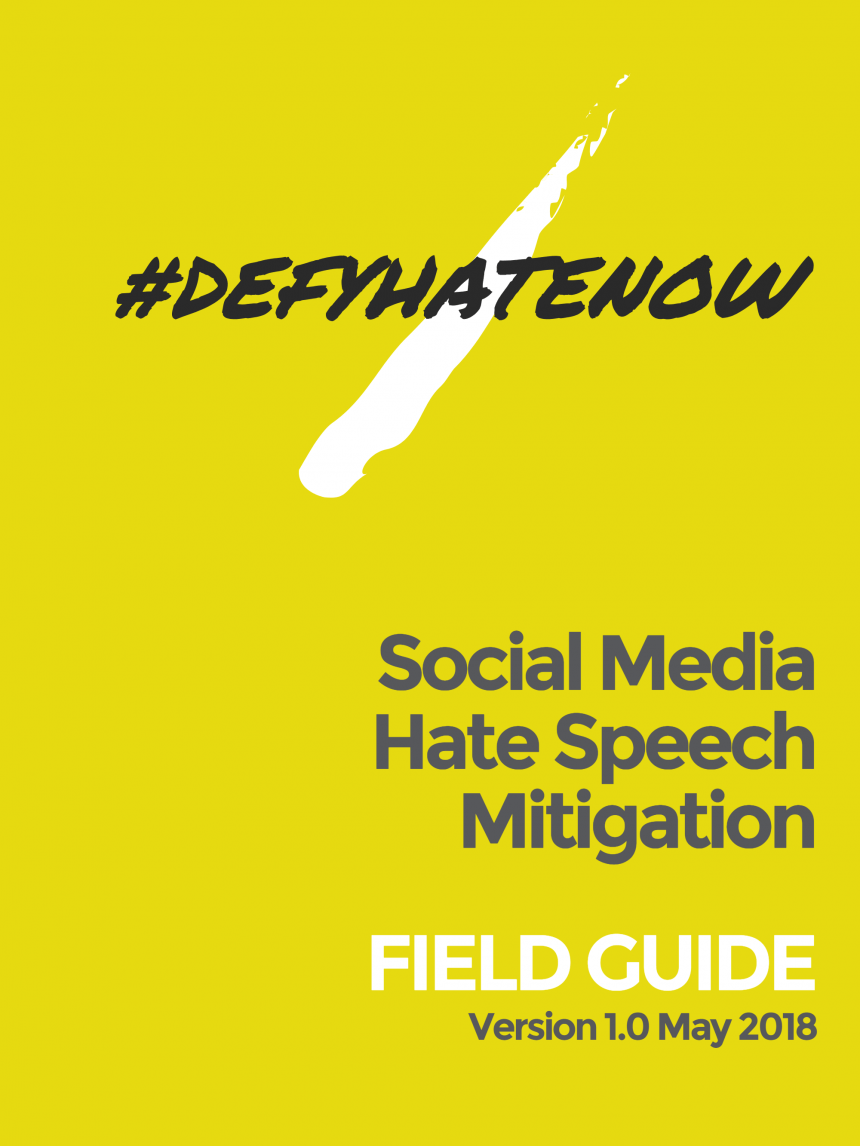 #DEFYHATENOW
Social Media
Hate Speech
Mitigation
FIELD GUIDE
Version 1.0 May 2018